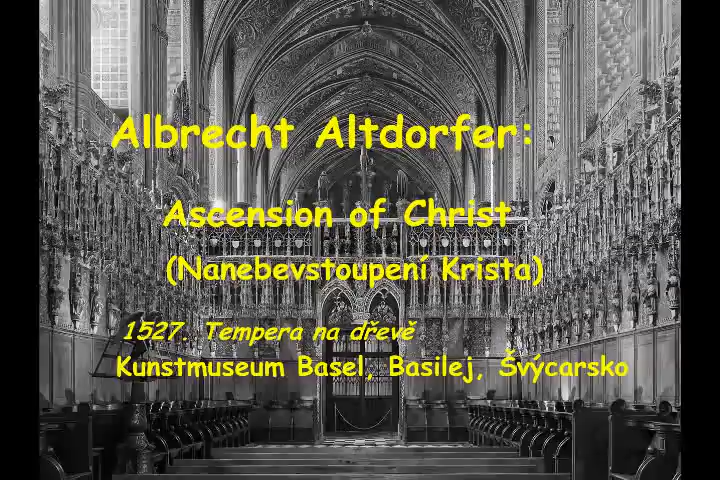 Albrecht Altdorfer:
Ascension of Christ
(Nanebevstoupení Krista)
1527. Tempera na dřevě
Kunstmuseum Basel, Basilej, Švýcarsko